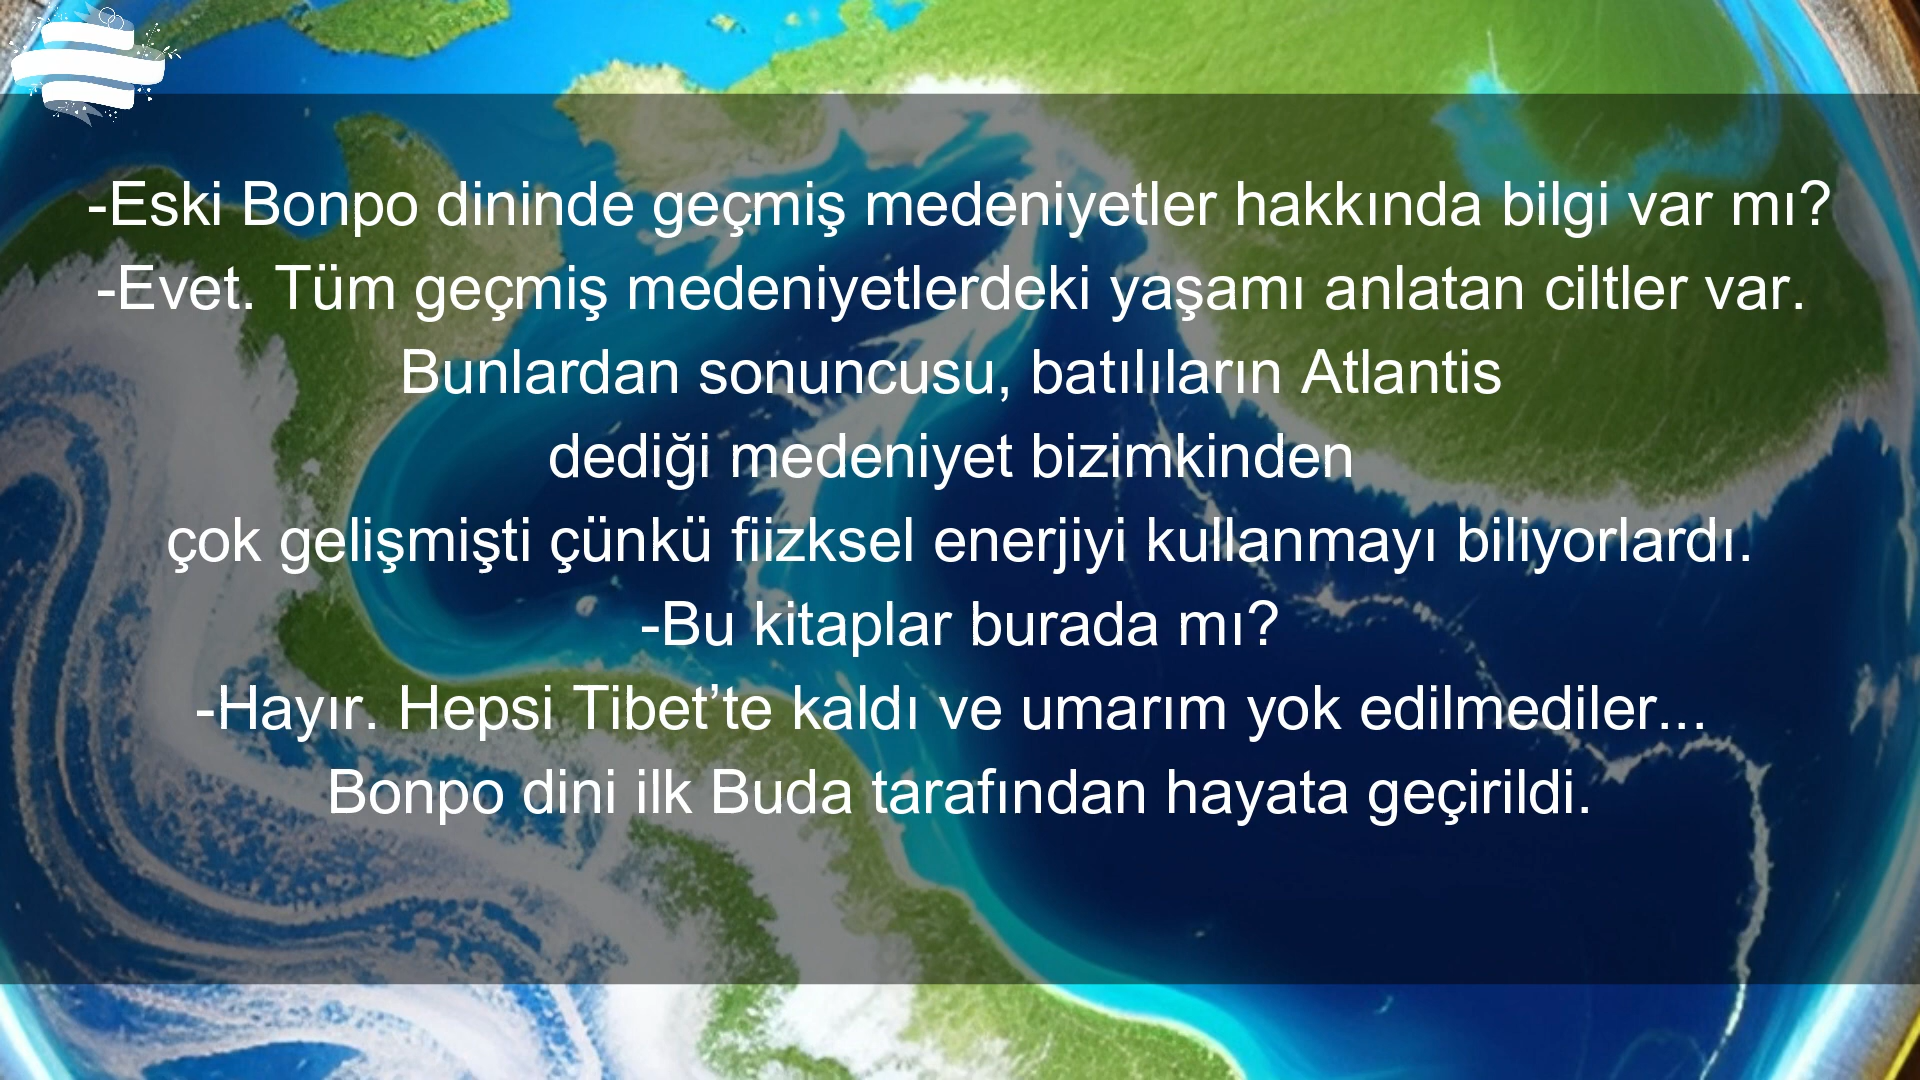 -Eski Bonpo dininde geçmiş medeniyetler hakkında bilgi var mı?
-Evet. Tüm geçmiş medeniyetlerdeki yaşamı anlatan ciltler var.
Bunlardan sonuncusu, batılıların Atlantis
dediği medeniyet bizimkinden
çok gelişmişti çünkü fiizksel enerjiyi kullanmayı biliyorlardı.
-Bu kitaplar burada mı?
-Hayır. Hepsi Tibet’te kaldı ve umarım yok edilmediler...
Bonpo dini ilk Buda tarafından hayata geçirildi.